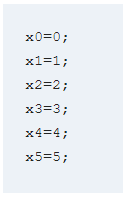 x0=0;
x1=1;
x2=2;
x3=3;
x4=4;
x5=5;